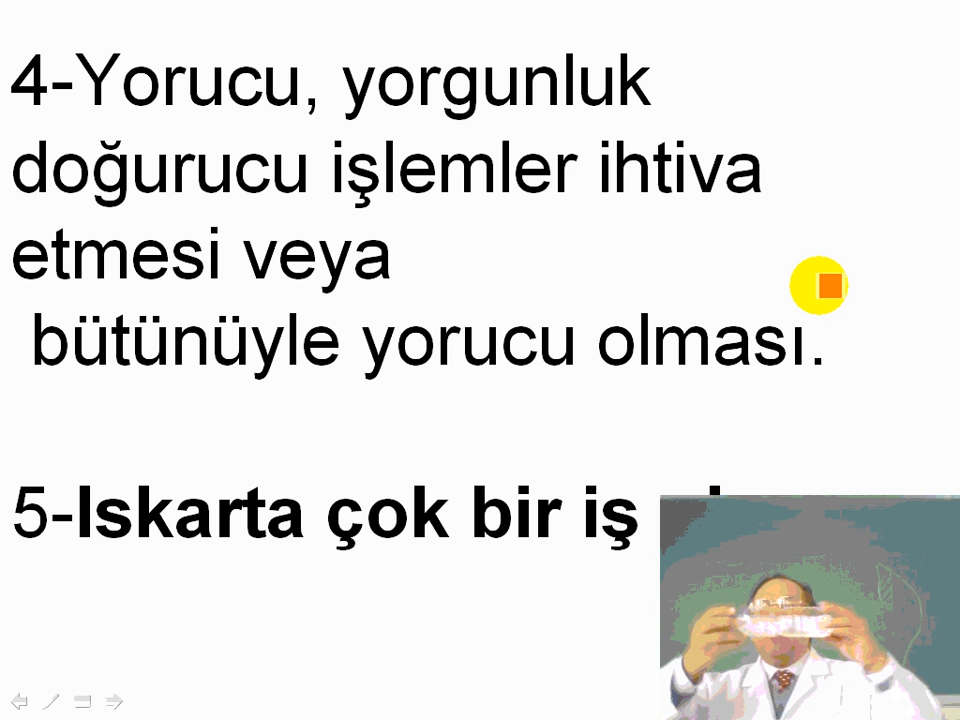 4-Yorucu, yorgunluk
doğurucu işlemler ihtiva
etmesi veya
bütünüyle yorucu olması.
5-Iskarta çok bir iş